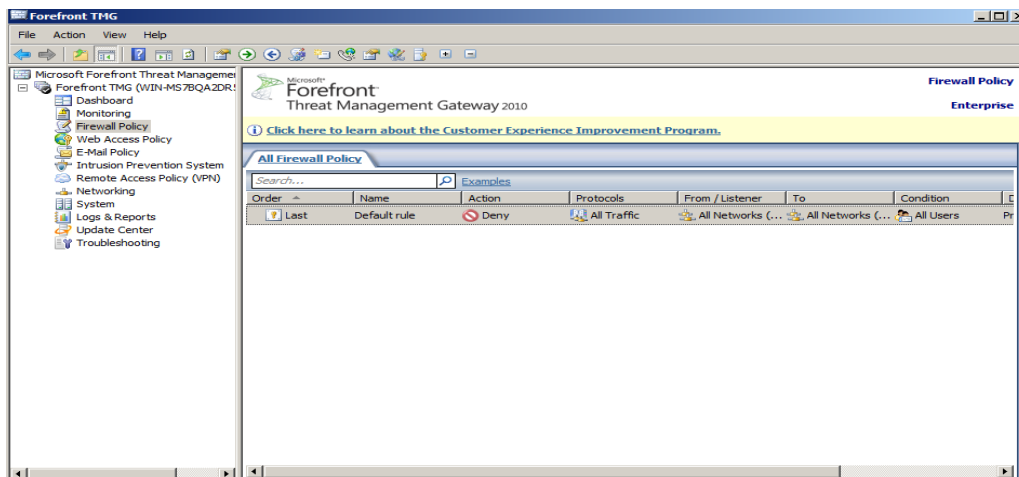 Forefront TMG
File Action View Help
Microsoft Forefront Threat Manageme
Forefront TMG (WIN-MS7BQA2DR
Dashboard
Monitoring
Firewall Policy
Web Access Policy
E-Mail Policy
Intrusion Prevention System
Remote Access Policy (VPN)
Networking
System
Logs & Reports
Update Center
Troubleshooting
Microsoft
Forefront
Threat Management Gateway 2010
Firewall Policy
Enterprise
Click here to learn about the Customer Experience Improvement Program.
All Firewall Policy
Search... Examples
Order Name Action Protocols From / Listener To Condition
Last Default rule Deny All Traffic All Networks (... All Networks (... All Users Pr